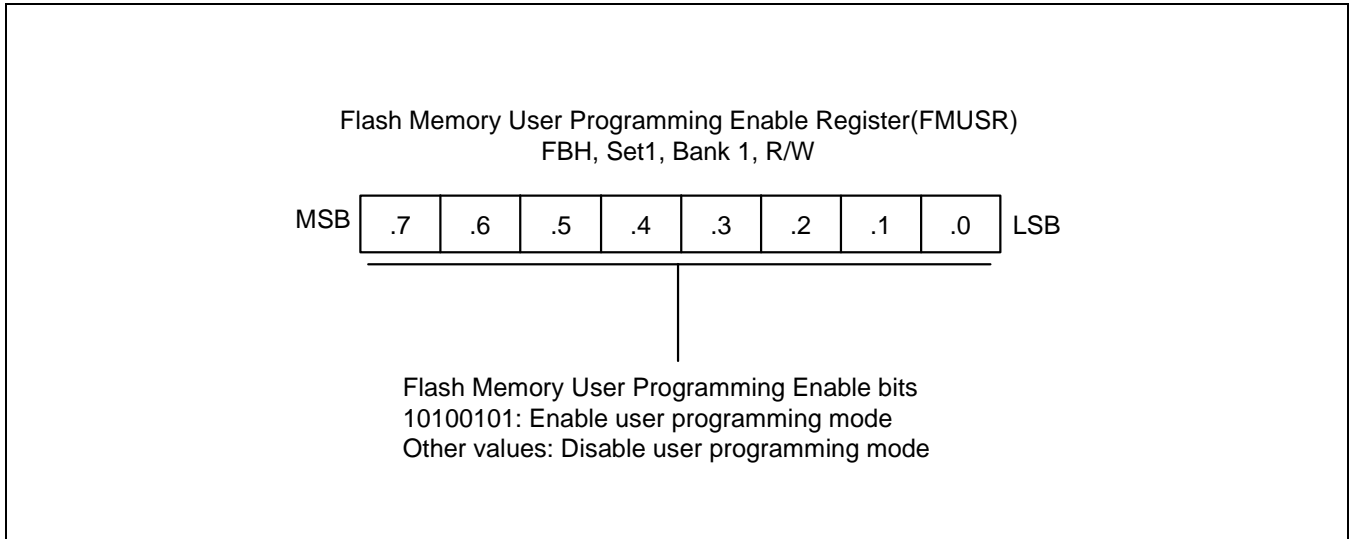 Flash Memory User Programming Enable Register(FMUSR)
FBH, Set1, Bank 1, R/W
MSB .7 .6 .5 .4 .3 .2 .1 .0 LSB
Flash Memory User Programming Enable bits
10100101: Enable user programming mode
Other values: Disable user programming mode